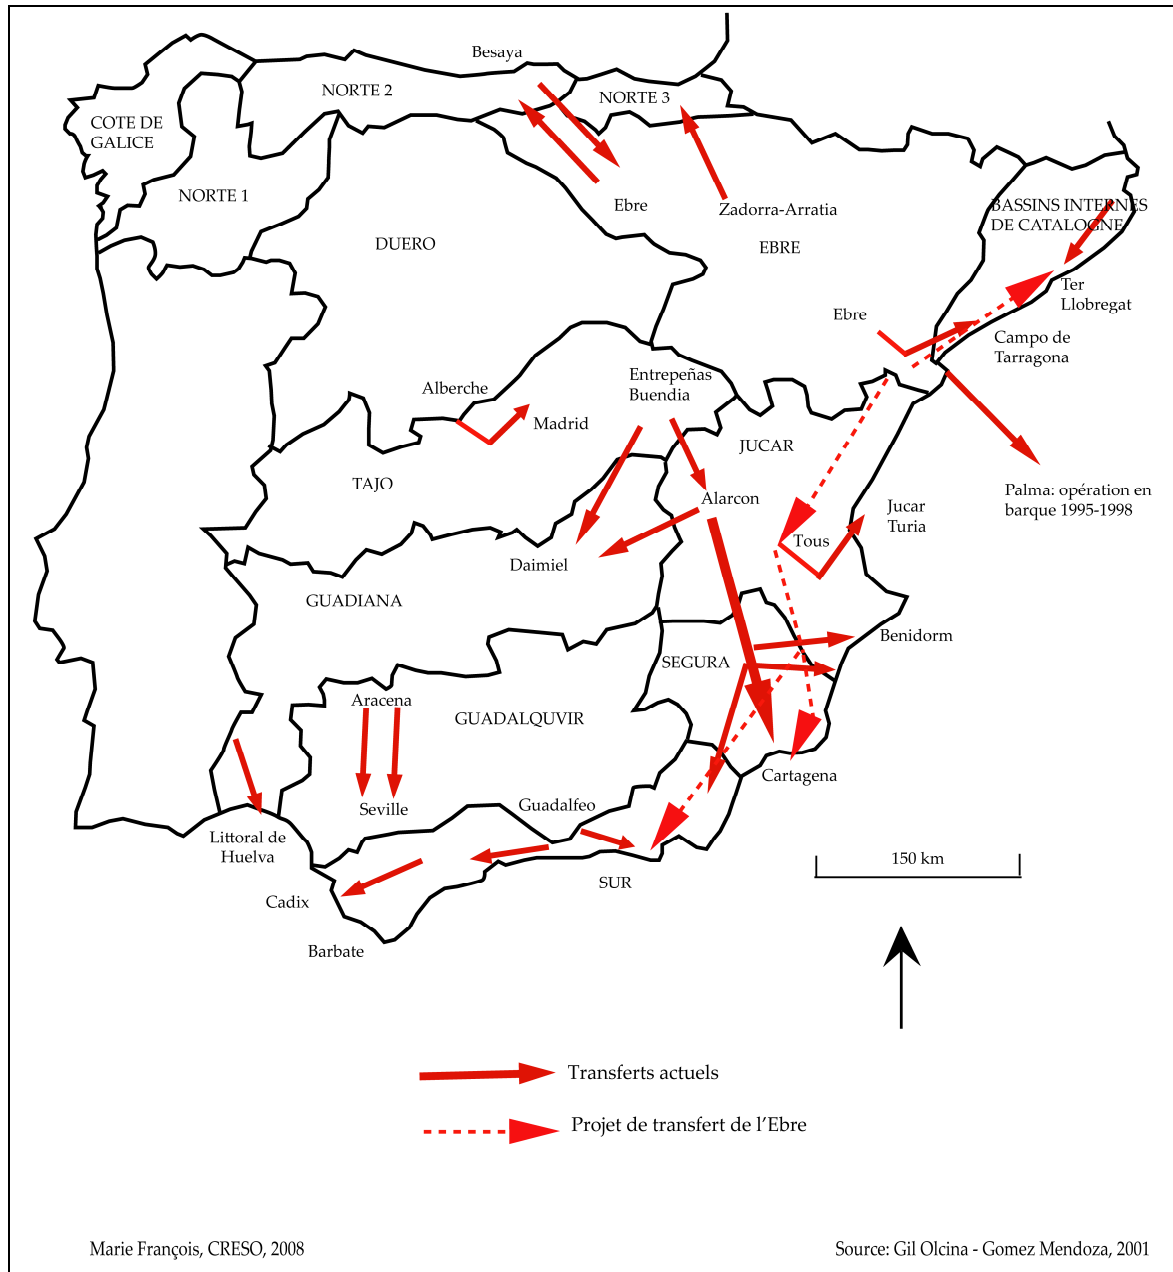 Besaya
NORTE 2
NORTE 3
COTE DE
GALICE
NORTE 1
Ebre
Zadorra-Arratia
BASSINS INTERNES
DE CATALOGNE
DUERO
EBRE
Ter
Llobregat
Ebre
Campo de
Tarragona
Entrepeñas
Buendia
Alberche
Madrid
JUCAR
TAJO
Alarcon
Palma: opération en
barque 1995-1998
Jucar
Turia
Tous
Daimiel
GUADIANA
Benidorm
SEGURA
Aracena
GUADALQUVIR
Cartagena
Seville
Guadalfeo
Littoral de
Huelva
150 km
SUR
Cadix
Barbate
Transferts actuels
Projet de transfert de l'Ebre
Marie François, CRESO, 2008
Source: Gil Olcina - Gomez Mendoza, 2001